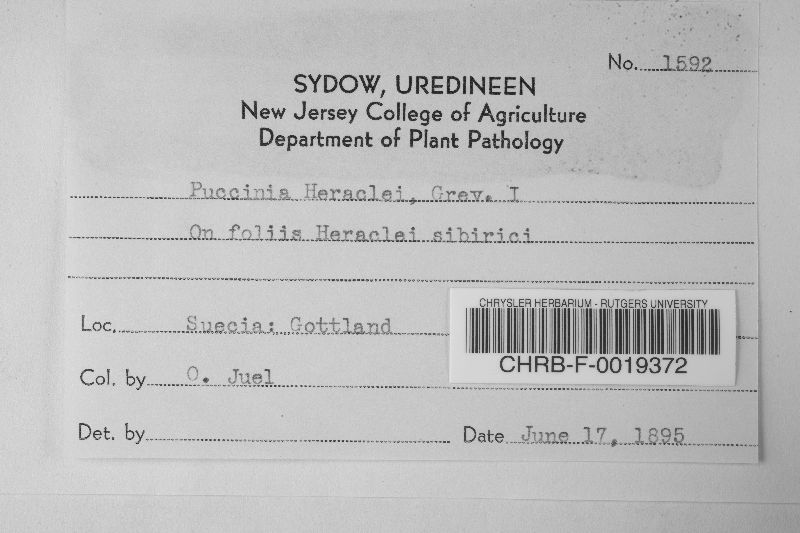 No. 1592
SYDOW, UREDINEEN
New Jersey College of Agriculture
Department of Plant Pathology
Puccinia Heraclei, Grev. I
On foliis Heraclei sibirici
CHRYSLER HERBARIUM - RUTGERS UNIVERSITY
Loc. Suecia: Gottland
CHRB-F-0019372
Col. by O. Juel
Det. by
Date June 17, 1895